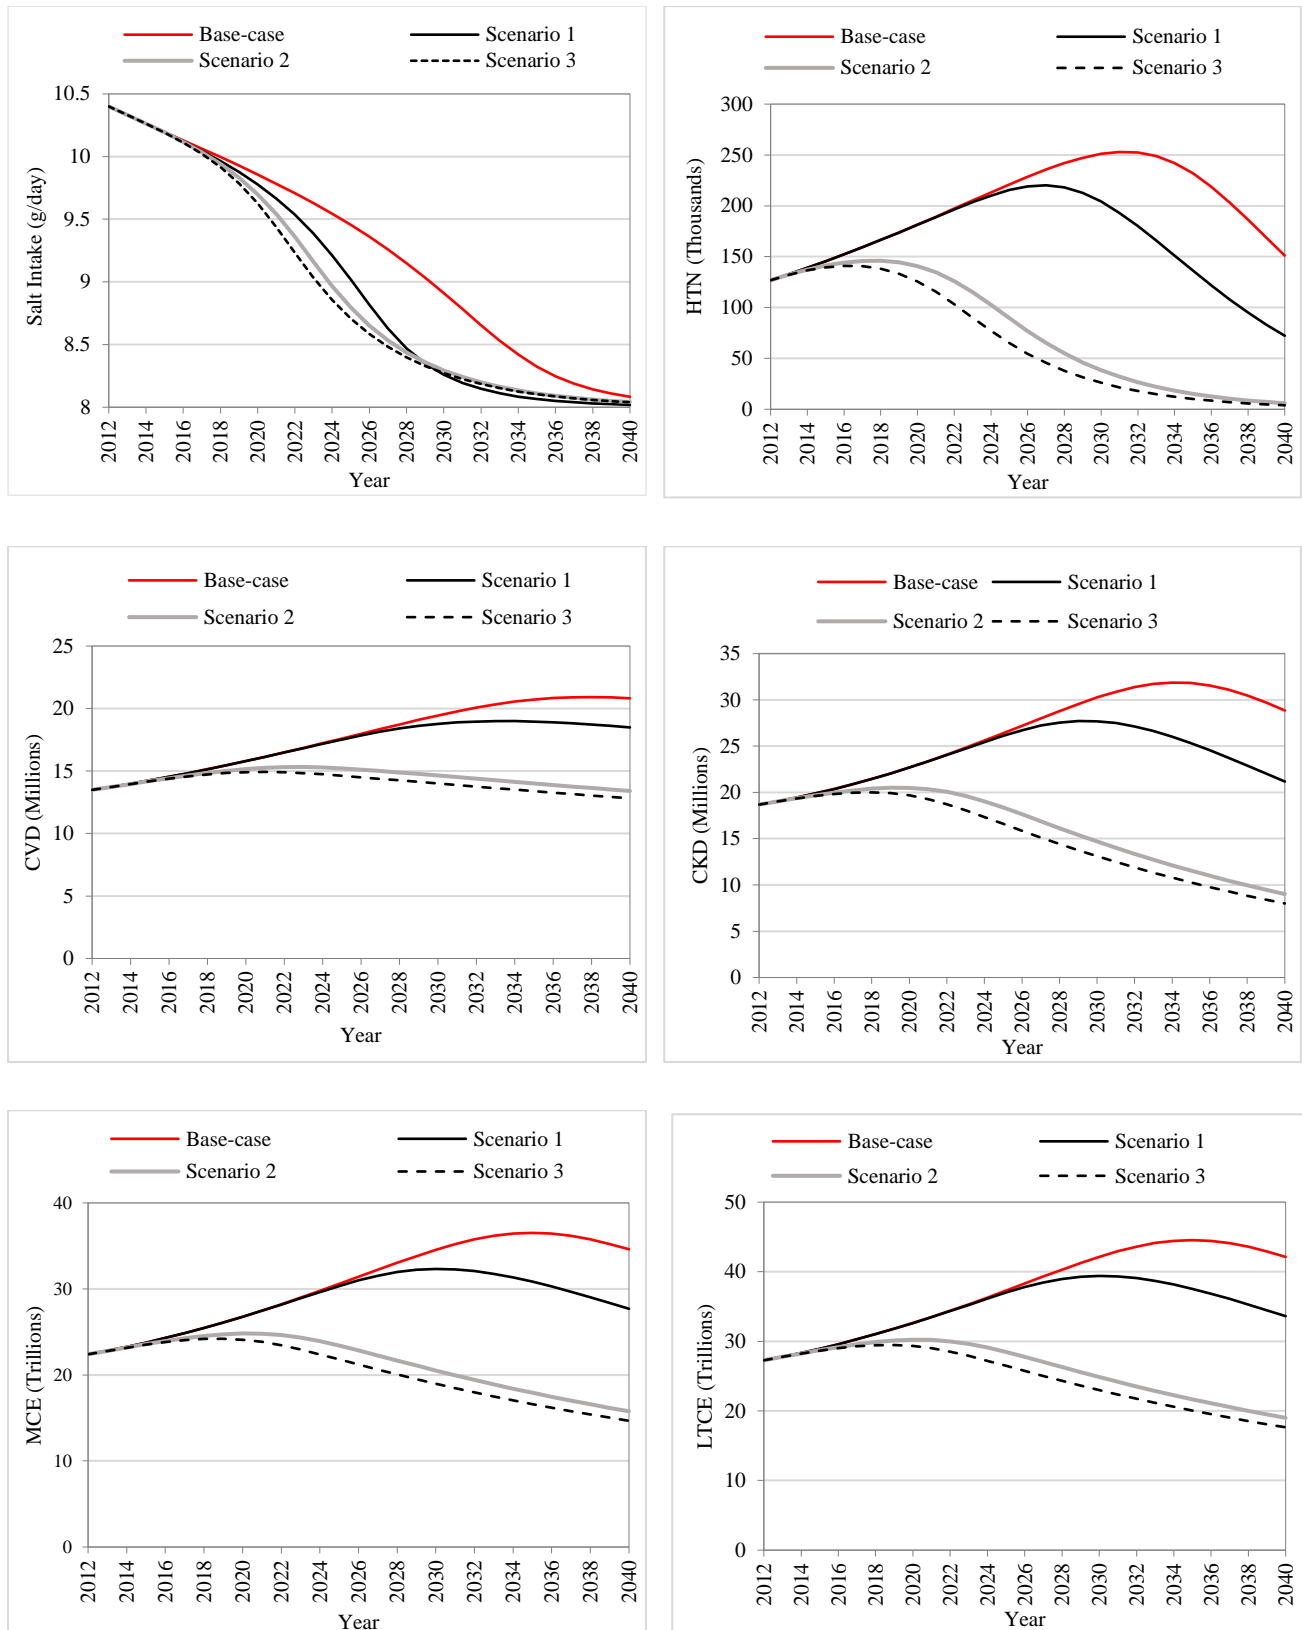 Base-case
Scenario 1
Scenario 2
Scenario 3
10.5
10
9.5
9
8.5
8
Salt Intake (g/day)
2012 2014 2016 2018 2020 2022 2024 2026 2028 2030 2032 2034 2036 2038 2040
Year
Base-case
Scenario 1
Scenario 2
Scenario 3
300
250
200
150
100
50
0
HTN (Thousands)
2012 2014 2016 2018 2020 2022 2024 2026 2028 2030 2032 2034 2036 2038 2040
Year
Base-case
Scenario 1
Scenario 2
Scenario 3
25
20
15
10
5
0
CVD (Millions)
2012 2014 2016 2018 2020 2022 2024 2026 2028 2030 2032 2034 2036 2038 2040
Year
Base-case
Scenario 1
Scenario 2
Scenario 3
35
30
25
20
15
10
5
0
CKD (Millions)
2012 2014 2016 2018 2020 2022 2024 2026 2028 2030 2032 2034 2036 2038 2040
Year
Base-case
Scenario 1
Scenario 2
Scenario 3
40
30
20
10
0
MCE (Trillions)
2012 2014 2016 2018 2020 2022 2024 2026 2028 2030 2032 2034 2036 2038 2040
Year
Base-case
Scenario 1
Scenario 2
Scenario 3
50
40
30
20
10
0
LTCE (Trillions)
2012 2014 2016 2018 2020 2022 2024 2026 2028 2030 2032 2034 2036 2038 2040
Year